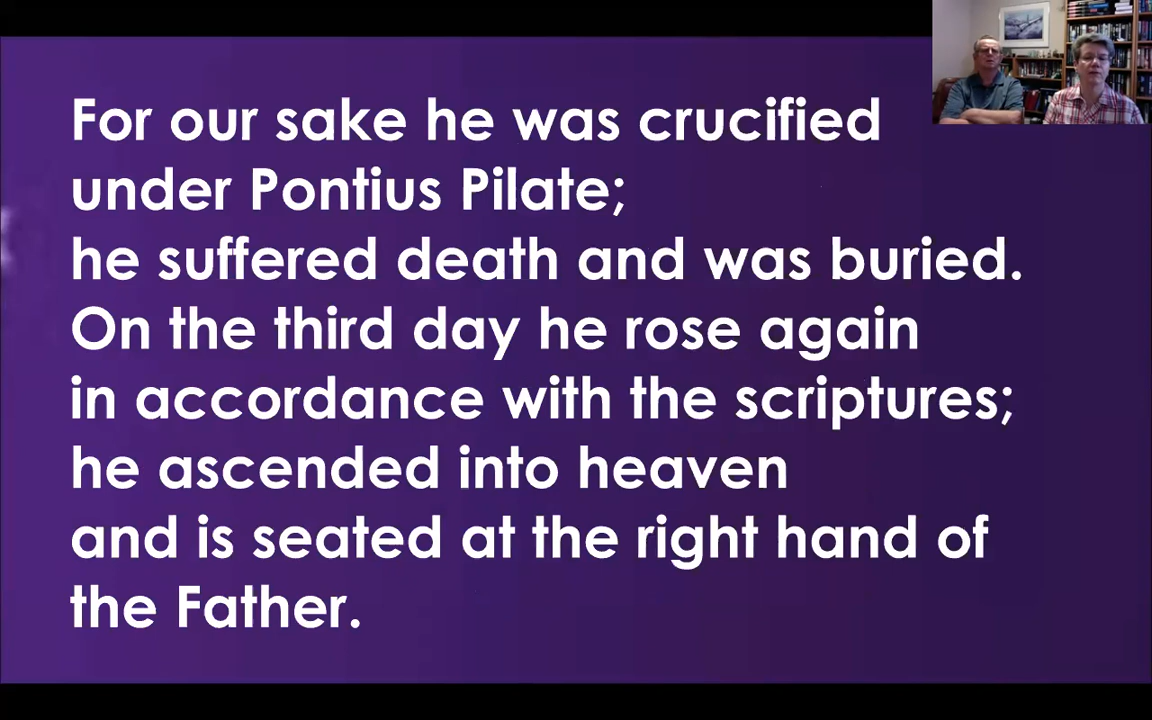 For our sake he was crucified
under Pontius Pilate;
he suffered death and was buried.
On the third day he rose again
in accordance with the scriptures;
he ascended into heaven
and is seated at the right hand of
the Father.